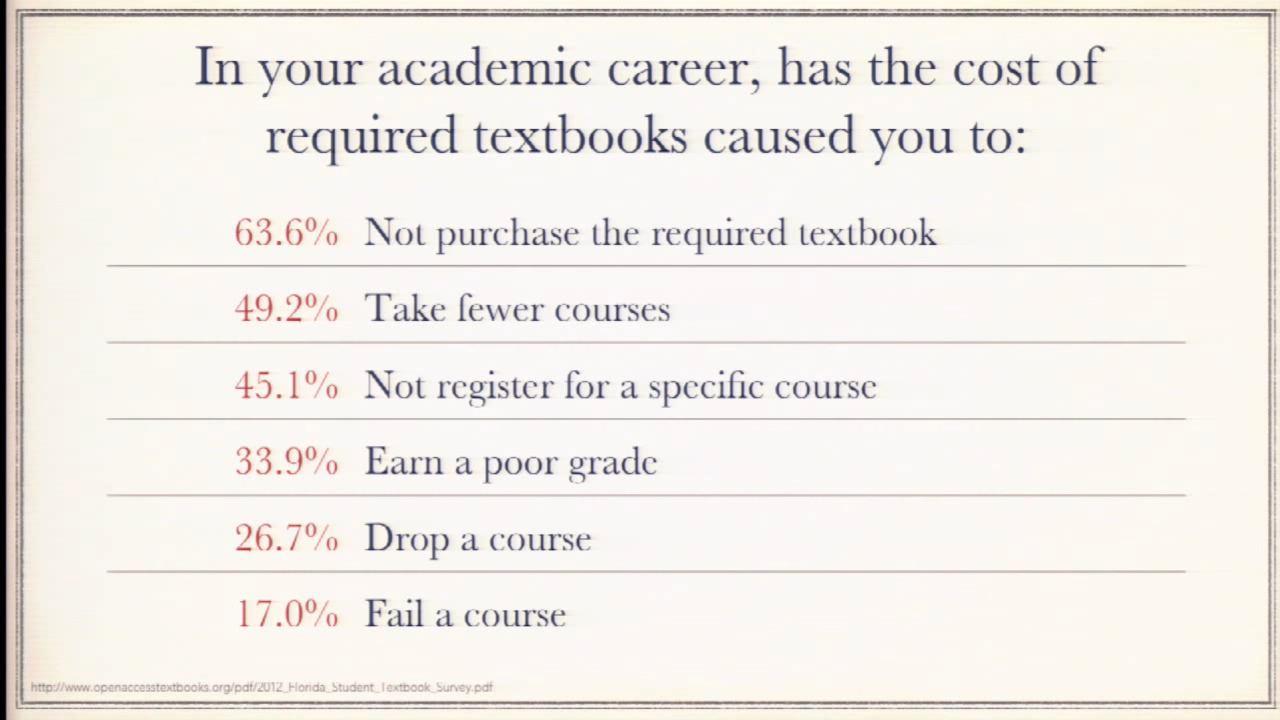 In your academic career, has the cost of
required textbooks caused you to:
63.6% Not purchase the required textbook
49.2% Take fewer courses
45.1% Not register for a specific course
33.9% Earn a poor grade
26.7% Drop a course
17.0% Fail a course
http://www.openaccesstextbooks.org/pdf/2012_Florida_Student_Textbook_Survey.pdf